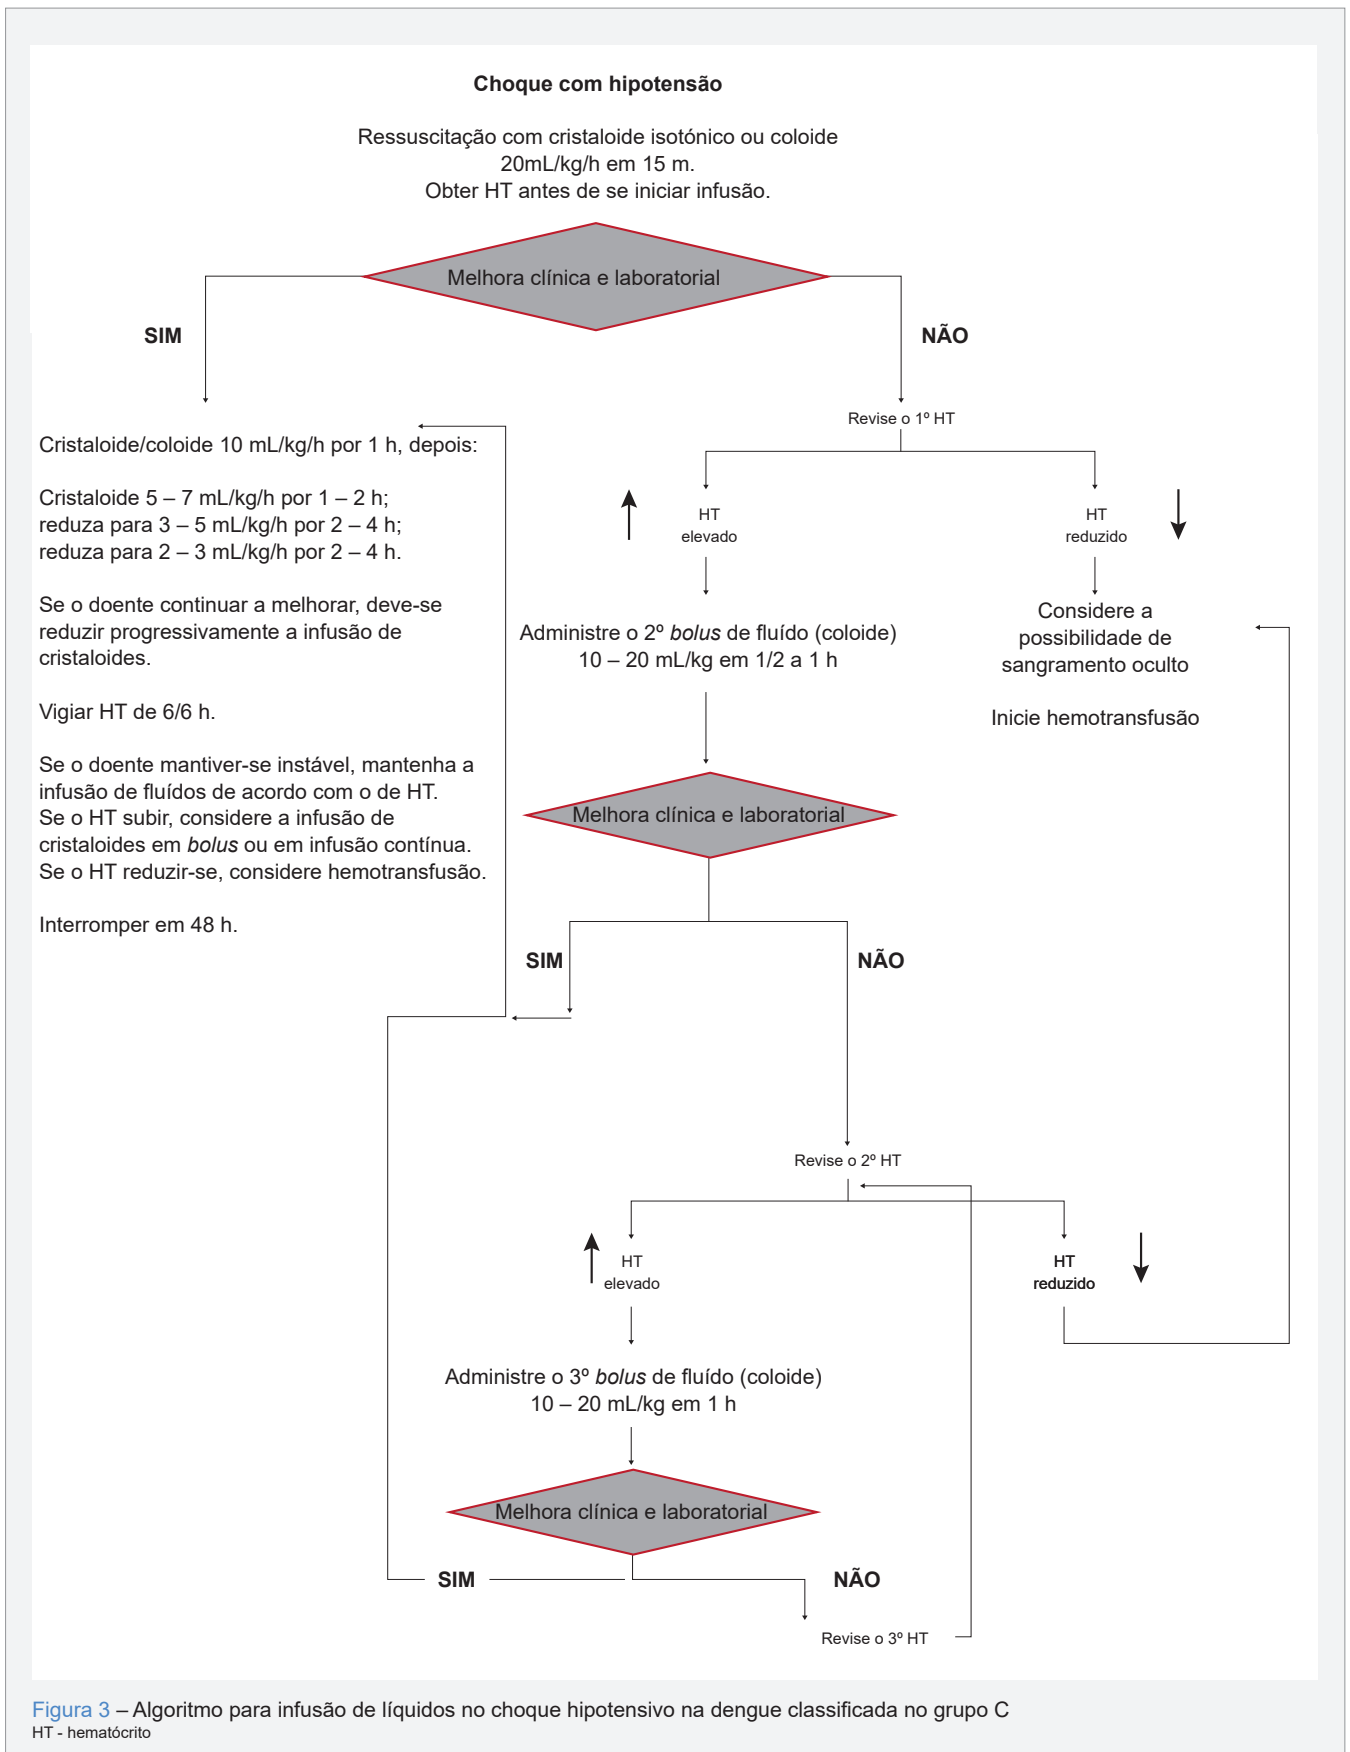 Choque com hipotensão
Ressuscitação com cristaloide isotónico ou coloide
20mL/kg/h em 15 m.
Obter HT antes de se iniciar infusão.
Melhora clínica e laboratorial
SIM
NÃO
Cristaloide/coloide 10 mL/kg/h por 1 h, depois:
Cristaloide 5 – 7 mL/kg/h por 1 – 2 h;
reduza para 3 – 5 mL/kg/h por 2 – 4 h;
reduza para 2 – 3 mL/kg/h por 2 – 4 h.
Se o doente continuar a melhorar, deve-se
reduzir progressivamente a infusão de
cristaloides.
Vigiar HT de 6/6 h.
Se o doente mantiver-se instável, mantenha a
infusão de fluídos de acordo com o de HT.
Se o HT subir, considere a infusão de
cristaloides em bolus ou em infusão contínua.
Se o HT reduzir-se, considere hemotransfusão.
Interromper em 48 h.
Revise o 1º HT
HT
elevado
HT
reduzido
Administre o 2º bolus de fluído (coloide)
10 – 20 mL/kg em 1/2 a 1 h
Considere a
possibilidade de
sangramento oculto
Inicie hemotransfusão
Melhora clínica e laboratorial
SIM
NÃO
Revise o 2º HT
HT
elevado
HT
reduzido
Administre o 3º bolus de fluído (coloide)
10 – 20 mL/kg em 1 h
Melhora clínica e laboratorial
SIM
NÃO
Revise o 3º HT
Figura 3 – Algoritmo para infusão de líquidos no choque hipotensivo na dengue classificada no grupo C
HT - hematócrito